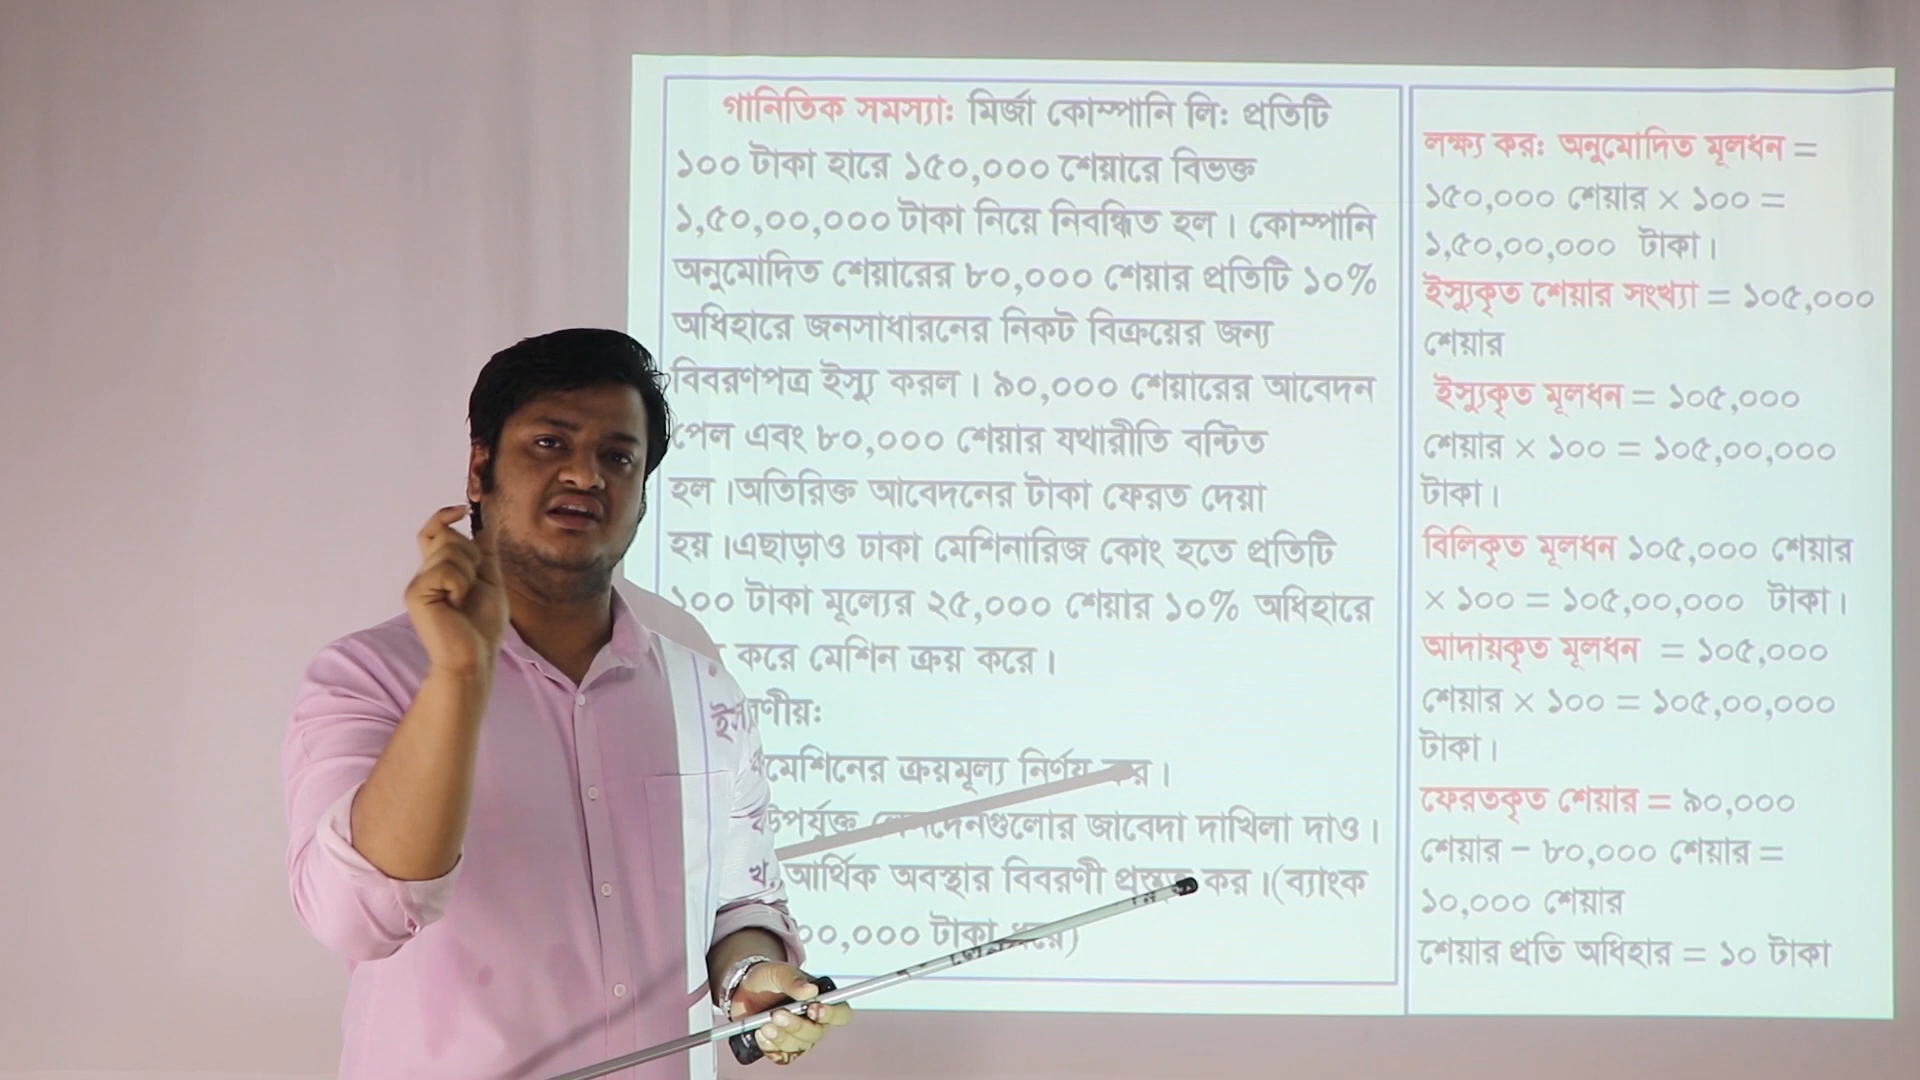 গানিতিক সমস্যা: মির্জা কোম্পানি লি: প্রতিটি
১০০ টাকা হারে ১৫০,০০০ শেয়ারে বিভক্ত
১,৫০,০০,০০০ টাকা নিয়ে নিবন্ধিত হল। কোম্পানি
অনুমোদিত শেয়ারের ৮০,০০০ শেয়ার প্রতিটি ১০%
অধিহারে জনসাধারনের নিকট বিক্রয়ের জন্য
বিবরণপত্র ইস্যু করল। ৯০,০০০ শেয়ারের আবেদন
পেল এবং ৮০,০০০ শেয়ার যথারীতি বন্টিত
হল।অতিরিক্ত আবেদনের টাকা ফেরত দেয়া
হয়।এছাড়াও ঢাকা মেশিনারিজ কোং হতে প্রতিটি
১০০ টাকা মূল্যের ২৫,০০০ শেয়ার ১০% অধিহারে
করে মেশিন ক্রয় করে।
মেশিনের ক্রয়মূল্য নির্ণয় কর।
উপর্যুক্ত লেনদেনগুলোর জাবেদা দাখিলা দাও।
খ. আর্থিক অবস্থার বিবরণী প্রস্তুত কর।(ব্যাংক
টাকা ধরে)
লক্ষ্য কর: অনুমোদিত মূলধন =
১৫০,০০০ শেয়ার × ১০০ =
১,৫০,০০,০০০ টাকা।
ইস্যুকৃত শেয়ার সংখ্যা = ১০৫,০০০
শেয়ার
ইস্যুকৃত মূলধন = ১০৫,০০০
শেয়ার × ১০০ = ১০৫,০০,০০০
টাকা।
বিলিকৃত মূলধন ১০৫,০০০ শেয়ার
× ১০০ = ১০৫,০০,০০০ টাকা।
আদায়কৃত মূলধন = ১০৫,০০০
শেয়ার × ১০০ = ১০৫,০০,০০০
টাকা।
ফেরতকৃত শেয়ার = ৯০,০০০
শেয়ার – ৮০,০০০ শেয়ার =
১০,০০০ শেয়ার
শেয়ার প্রতি অধিহার = ১০ টাকা